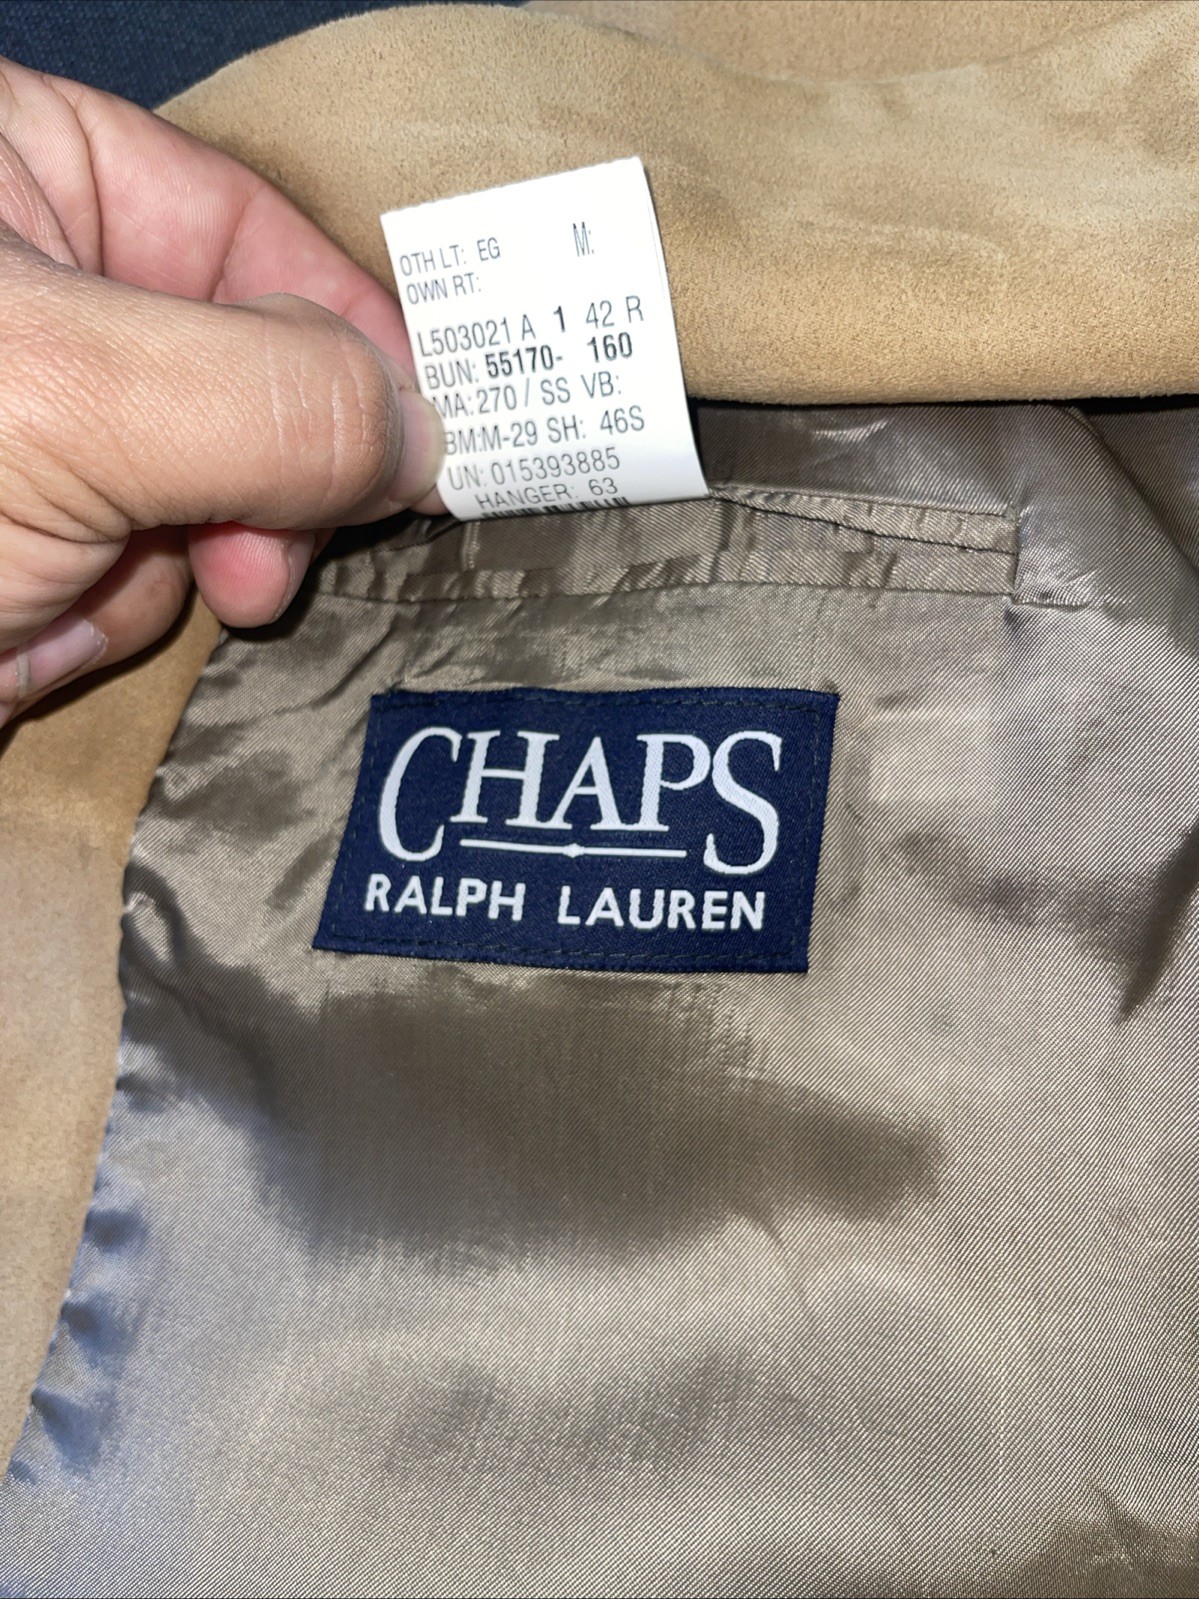 OTH LT: EG M:
OWN RT:
L503021 A 1 42 R
BUN: 55170- 160
MA: 270 / SS VB:
BM:M-29 SH: 46S
UN: 015393885
HANGER: 63
CHAPS
RALPH LAUREN